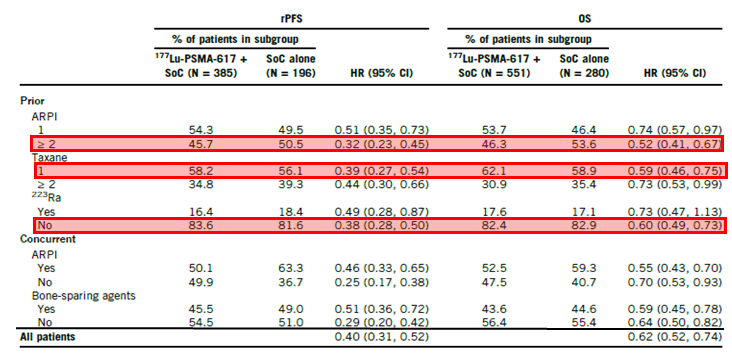 rPFS OS
% of patients in subgroup % of patients in subgroup
177Lu-PSMA-617 + SoC alone 177Lu-PSMA-617 + SoC alone
SoC (N = 385) (N = 196) HR (95% CI) SoC (N = 551) (N = 280) HR (95% CI)
Prior
ARPI
1 54.3 49.5 0.51 (0.35, 0.73) 53.7 46.4 0.74 (0.57, 0.97)
≥ 2 45.7 50.5 0.32 (0.23, 0.45) 46.3 53.6 0.52 (0.41, 0.67)
Taxane
1 58.2 56.1 0.39 (0.27, 0.54) 62.1 58.9 0.59 (0.46, 0.75)
≥ 2 34.8 39.3 0.44 (0.30, 0.66) 30.9 35.4 0.73 (0.53, 0.99)
223Ra
Yes 16.4 18.4 0.49 (0.28, 0.87) 17.6 17.1 0.73 (0.47, 1.13)
No 83.6 81.6 0.38 (0.28, 0.50) 82.4 82.9 0.60 (0.49, 0.73)
Concurrent
ARPI
Yes 50.1 63.3 0.46 (0.33, 0.65) 52.5 59.3 0.55 (0.43, 0.70)
No 49.9 36.7 0.25 (0.17, 0.38) 47.5 40.7 0.70 (0.53, 0.93)
Bone-sparing agents
Yes 45.5 49.0 0.51 (0.36, 0.72) 43.6 44.6 0.59 (0.45, 0.78)
No 54.5 51.0 0.29 (0.20, 0.42) 56.4 55.4 0.64 (0.50, 0.82)
All patients 0.40 (0.31, 0.52) 0.62 (0.52, 0.74)